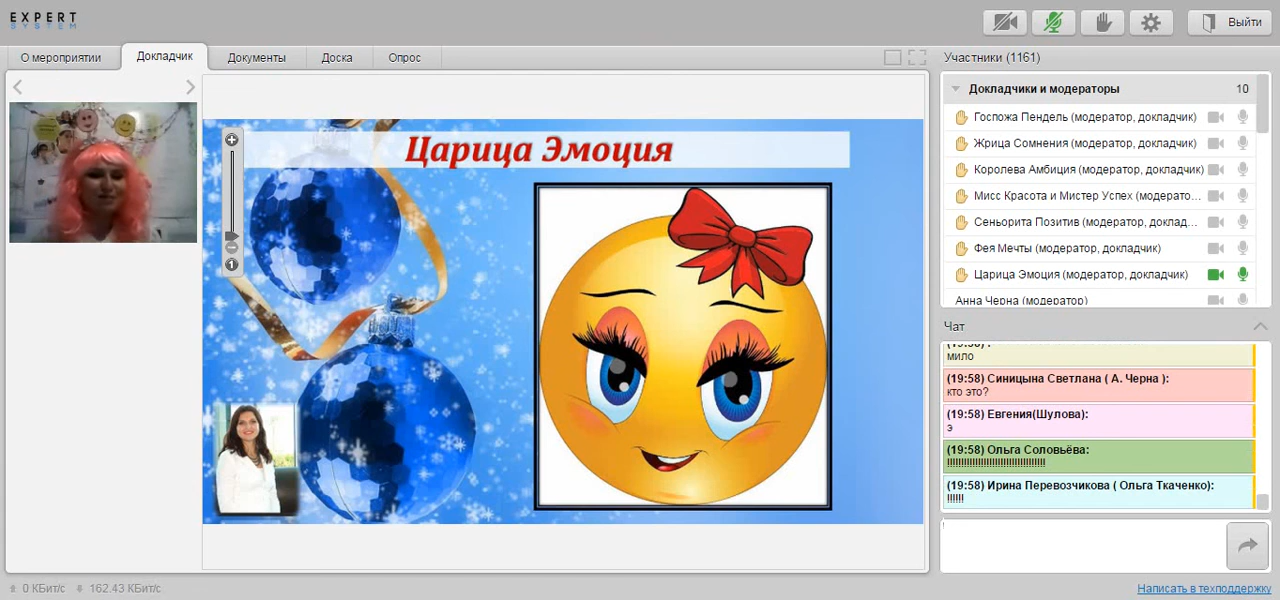 EXPERT
SYSTEM
Выйти
О мероприятии
Докладчик
Документы
Доска
Опрос
Участники (1161)
Докладчики и модераторы 10
Госпожа Пендель (модератор, докладчик)
Жрица Сомнения (модератор, докладчик)
Королева Амбиция (модератор, докладчик)
Мисс Красота и Мистер Успех (модерато...
Сеньорита Позитив (модератор, доклад...
Фея Мечты (модератор, докладчик)
Царица Эмоция (модератор, докладчик)
Анна Черна (модератор)
Царица Эмоция
1
Чат
мило
(19:58) Синицына Светлана ( А. Черна ):
кто это?
(19:58) Евгения(Шулова):
э
(19:58) Ольга Соловьёва:
(19:58) Ирина Перевозчикова ( Ольга Ткаченко):
!!!!!!
0 КБит/с 162.43 КБит/с
Написать в техподдержку